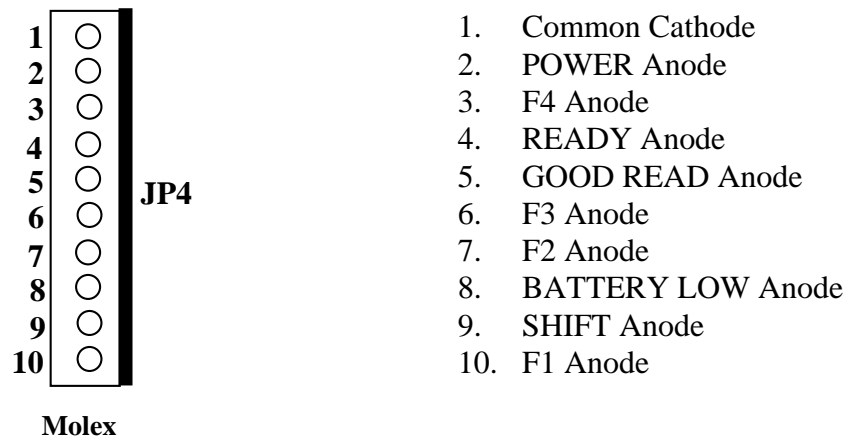 1
2
3
4
5
6
7
8
9
10
JP4
Molex
1. Common Cathode
2. POWER Anode
3. F4 Anode
4. READY Anode
5. GOOD READ Anode
6. F3 Anode
7. F2 Anode
8. BATTERY LOW Anode
9. SHIFT Anode
10. F1 Anode